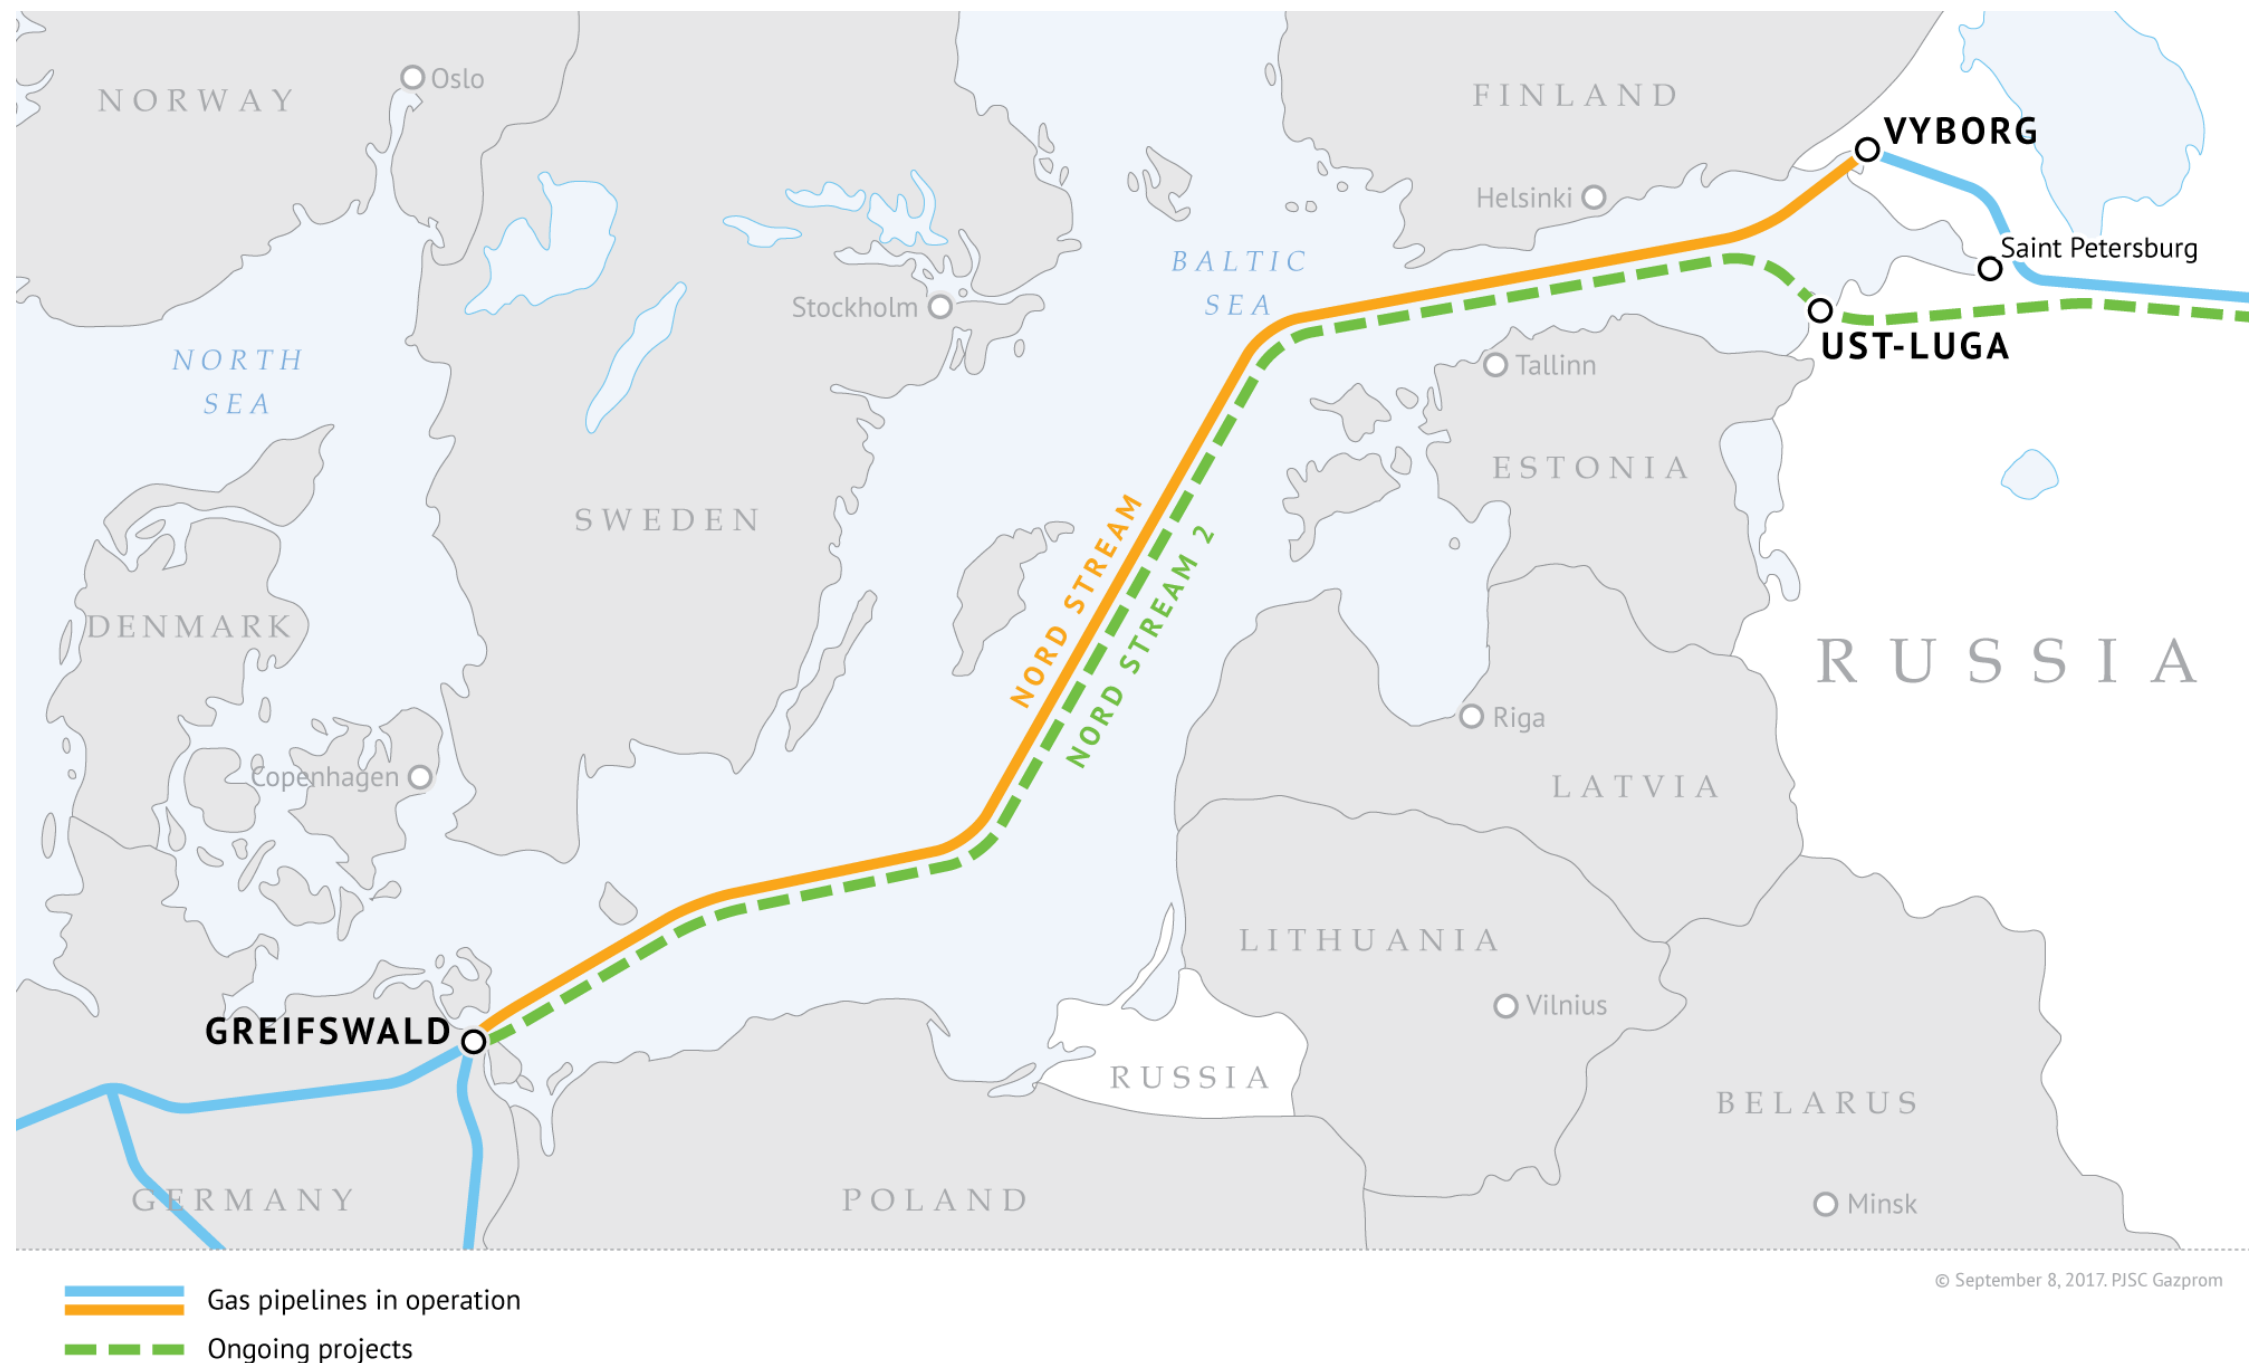 NORWAY
Oslo
FINLAND
VYBORG
Helsinki
Saint Petersburg
BALTIC
SEA
Stockholm
UST-LUGA
NORTH
SEA
Tallinn
ESTONIA
SWEDEN
NORD STREAM
NORD STREAM 2
DENMARK
RUSSIA
Riga
Copenhagen
LATVIA
LITHUANIA
Vilnius
GREIFSWALD
RUSSIA
BELARUS
GERMANY
POLAND
Minsk
© September 8, 2017. PJSC Gazprom
Gas pipelines in operation
Ongoing projects